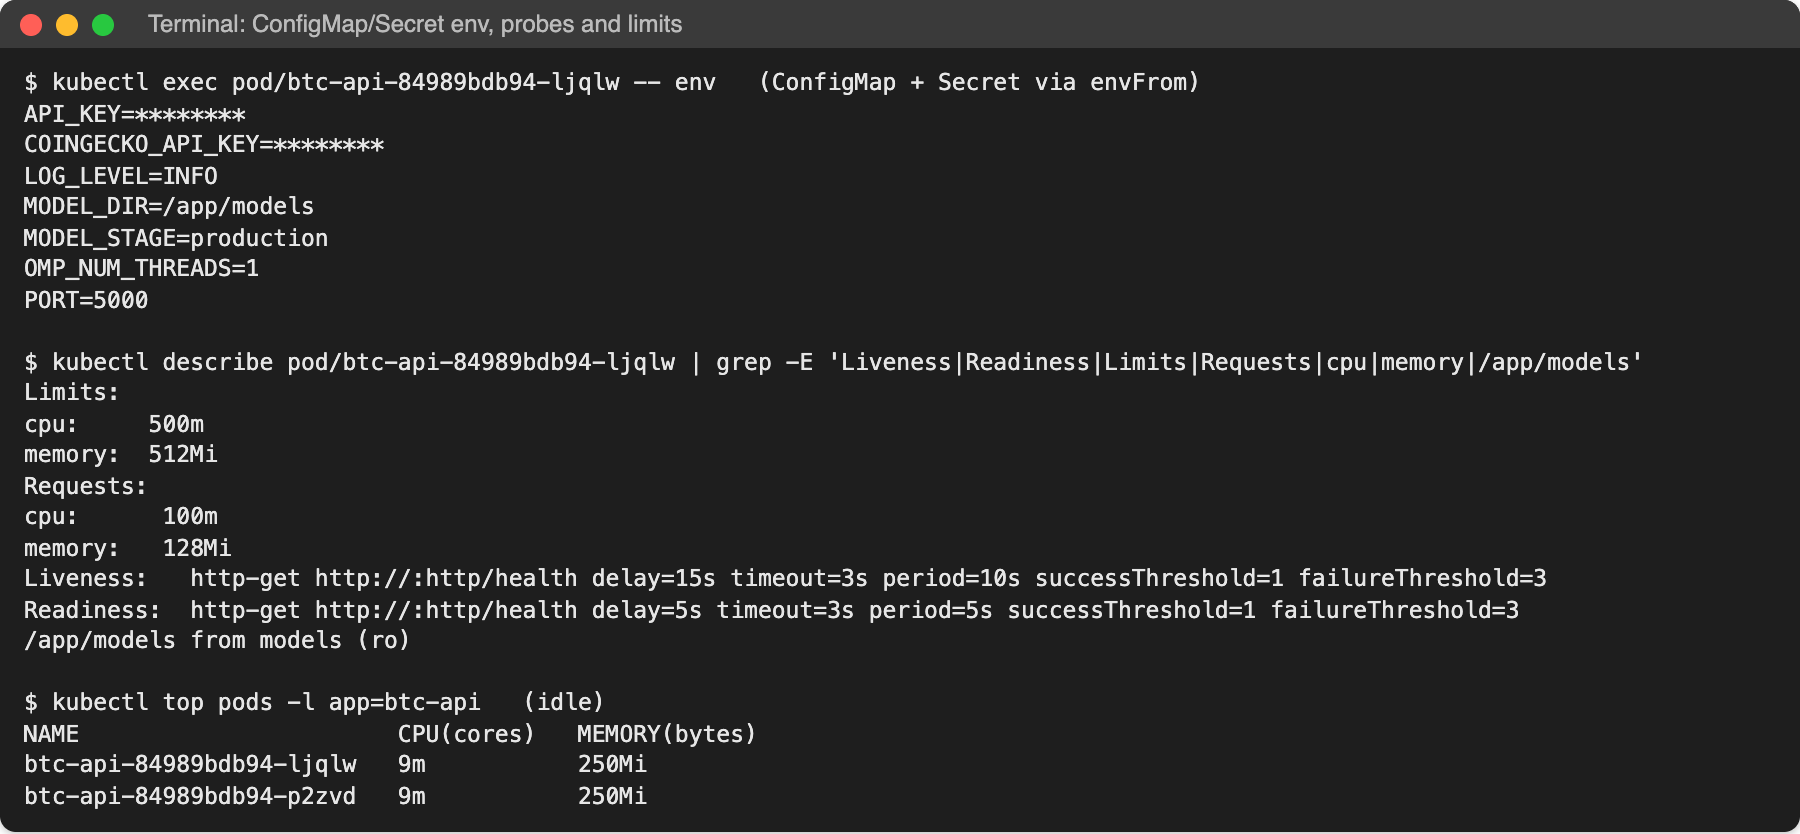 Terminal: ConfigMap/Secret env, probes and limits
$ kubectl exec pod/btc-api-84989bdb94-ljqlw -- env   (ConfigMap + Secret via envFrom)
API_KEY=********
COINGECKO_API_KEY=********
LOG_LEVEL=INFO
MODEL_DIR=/app/models
MODEL_STAGE=production
OMP_NUM_THREADS=1
PORT=5000
$ kubectl describe pod/btc-api-84989bdb94-ljqlw | grep -E 'Liveness|Readiness|Limits|Requests|cpu|memory|/app/models'
Limits:
cpu:     500m
memory:  512Mi
Requests:
cpu:      100m
memory:   128Mi
Liveness:   http-get http://:http/health delay=15s timeout=3s period=10s successThreshold=1 failureThreshold=3
Readiness:  http-get http://:http/health delay=5s timeout=3s period=5s successThreshold=1 failureThreshold=3
/app/models from models (ro)
$ kubectl top pods -l app=btc-api   (idle)
NAME                       CPU(cores)   MEMORY(bytes)
btc-api-84989bdb94-ljqlw   9m           250Mi
btc-api-84989bdb94-p2zvd   9m           250Mi